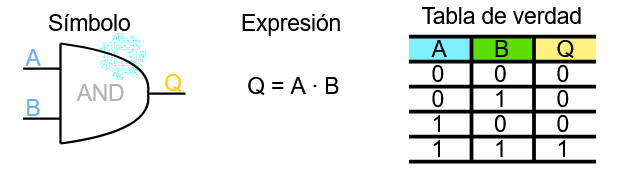 Símbolo
A
AND
B
Q
Expresión
Q = A · B
Tabla de verdad
A B Q
0 0 0
0 1 0
1 0 0
1 1 1